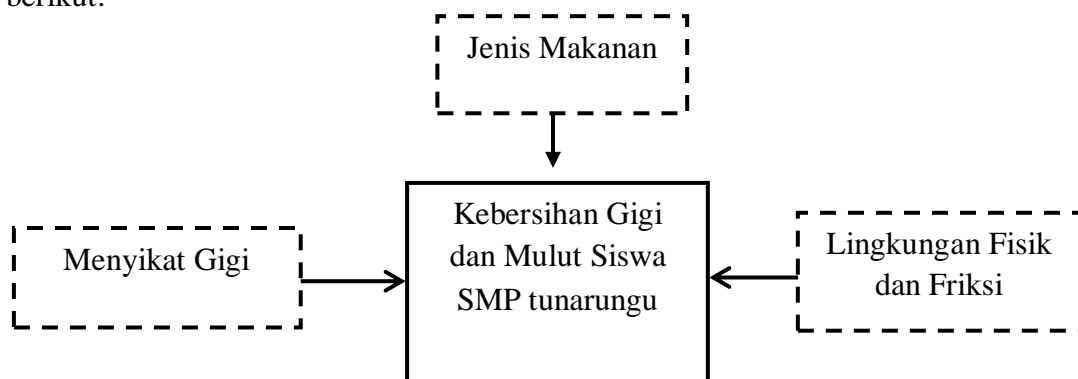 berikut:
Jenis Makanan
Menyikat Gigi
Kebersihan Gigi
dan Mulut Siswa
SMP tunarungu
Lingkungan Fisik
dan Friksi